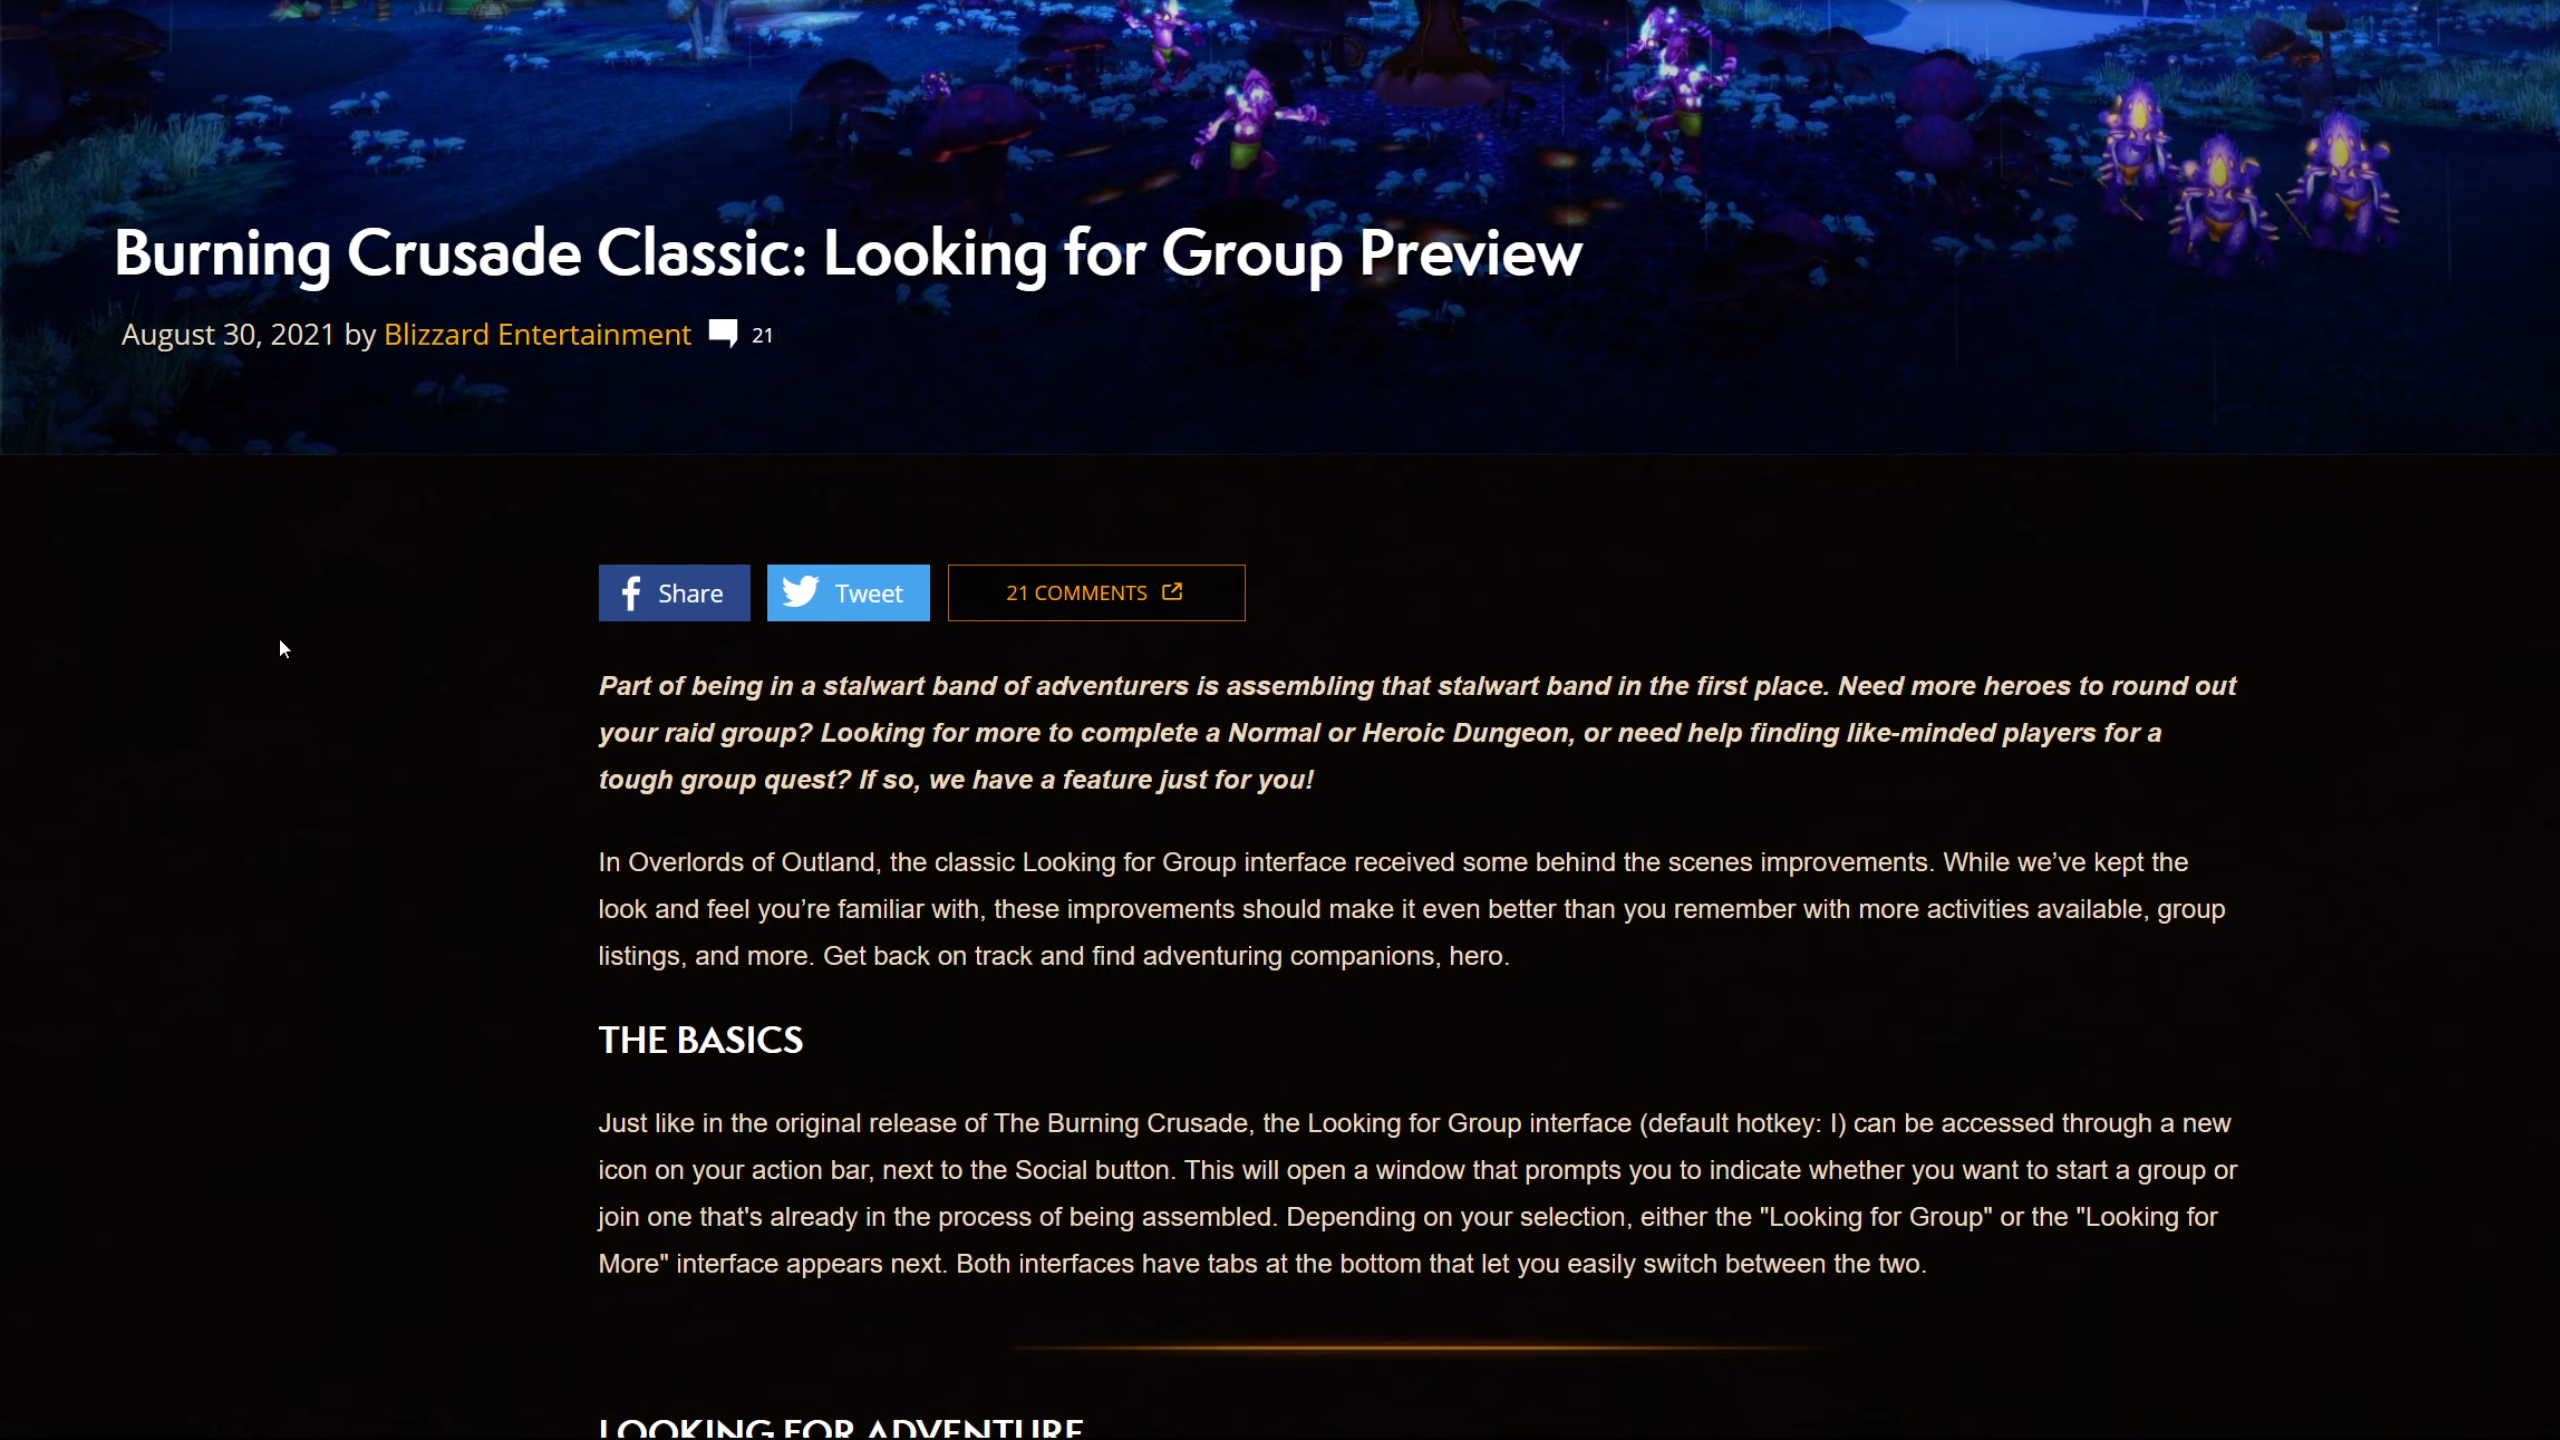 Burning Crusade Classic: Looking for Group Preview
August 30, 2021 by Blizzard Entertainment 21
Share Tweet 21 COMMENTS
Part of being in a stalwart band of adventurers is assembling that stalwart band in the first place. Need more heroes to round out
your raid group? Looking for more to complete a Normal or Heroic Dungeon, or need help finding like-minded players for a
tough group quest? If so, we have a feature just for you!
In Overlords of Outland, the classic Looking for Group interface received some behind the scenes improvements. While we’ve kept the
look and feel you’re familiar with, these improvements should make it even better than you remember with more activities available, group
listings, and more. Get back on track and find adventuring companions, hero.
THE BASICS
Just like in the original release of The Burning Crusade, the Looking for Group interface (default hotkey: I) can be accessed through a new
icon on your action bar, next to the Social button. This will open a window that prompts you to indicate whether you want to start a group or
join one that's already in the process of being assembled. Depending on your selection, either the "Looking for Group" or the "Looking for
More" interface appears next. Both interfaces have tabs at the bottom that let you easily switch between the two.
LOOKING FOR ADVENTURE